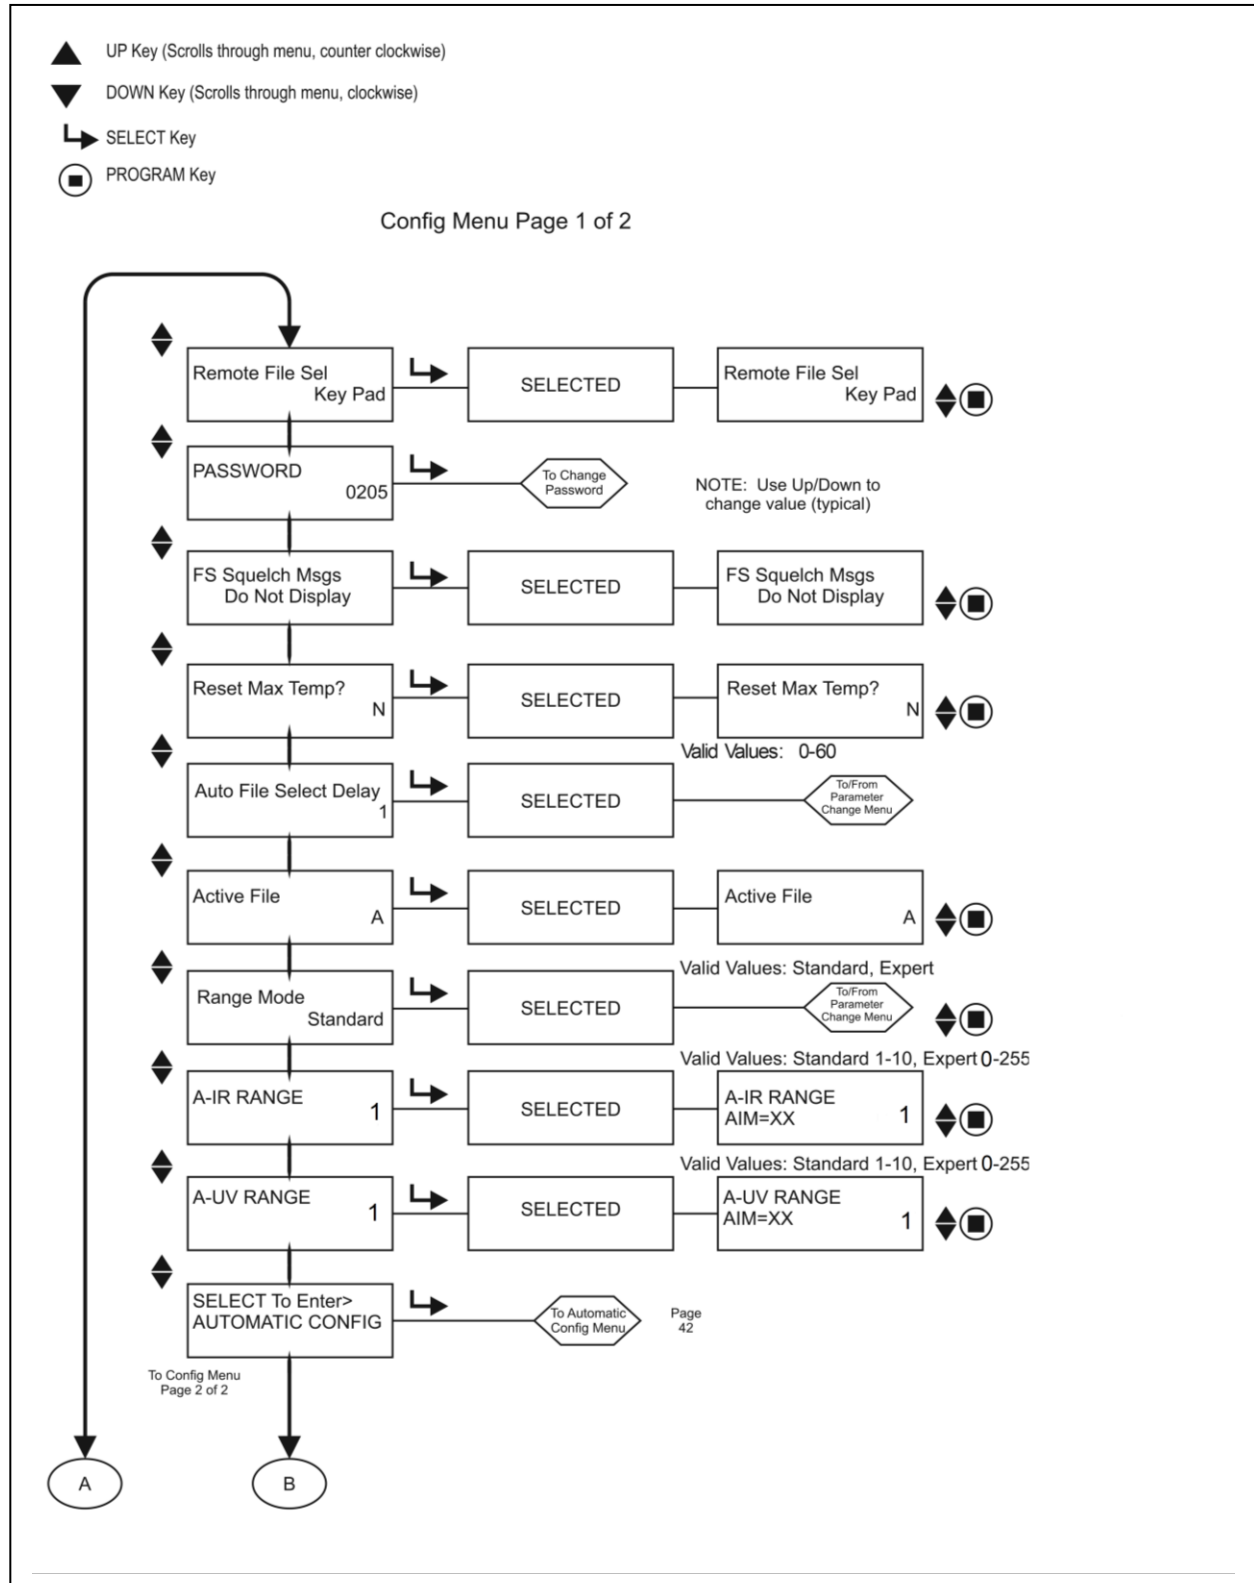 UP Key (Scrolls through menu, counter clockwise)
DOWN Key (Scrolls through menu, clockwise)
SELECT Key
PROGRAM Key
Config Menu Page 1 of 2
Remote File Sel
Key Pad
SELECTED
Remote File Sel
Key Pad
PASSWORD
0205
To Change
Password
NOTE: Use Up/Down to
change value (typical)
FS Squelch Msgs
Do Not Display
SELECTED
FS Squelch Msgs
Do Not Display
Reset Max Temp?
N
SELECTED
Reset Max Temp?
N
Valid Values: 0-60
Auto File Select Delay
1
SELECTED
To/From
Parameter
Change Menu
Active File
A
SELECTED
Active File
A
Valid Values: Standard, Expert
Range Mode
Standard
SELECTED
To/From
Parameter
Change Menu
Valid Values: Standard 1-10, Expert 0-255
A-IR RANGE
1
SELECTED
A-IR RANGE
AIM=XX 1
Valid Values: Standard 1-10, Expert 0-255
A-UV RANGE
1
SELECTED
A-UV RANGE
AIM=XX 1
SELECT To Enter>
AUTOMATIC CONFIG
To Automatic
Config Menu
Page
42
To Config Menu
Page 2 of 2
A
B